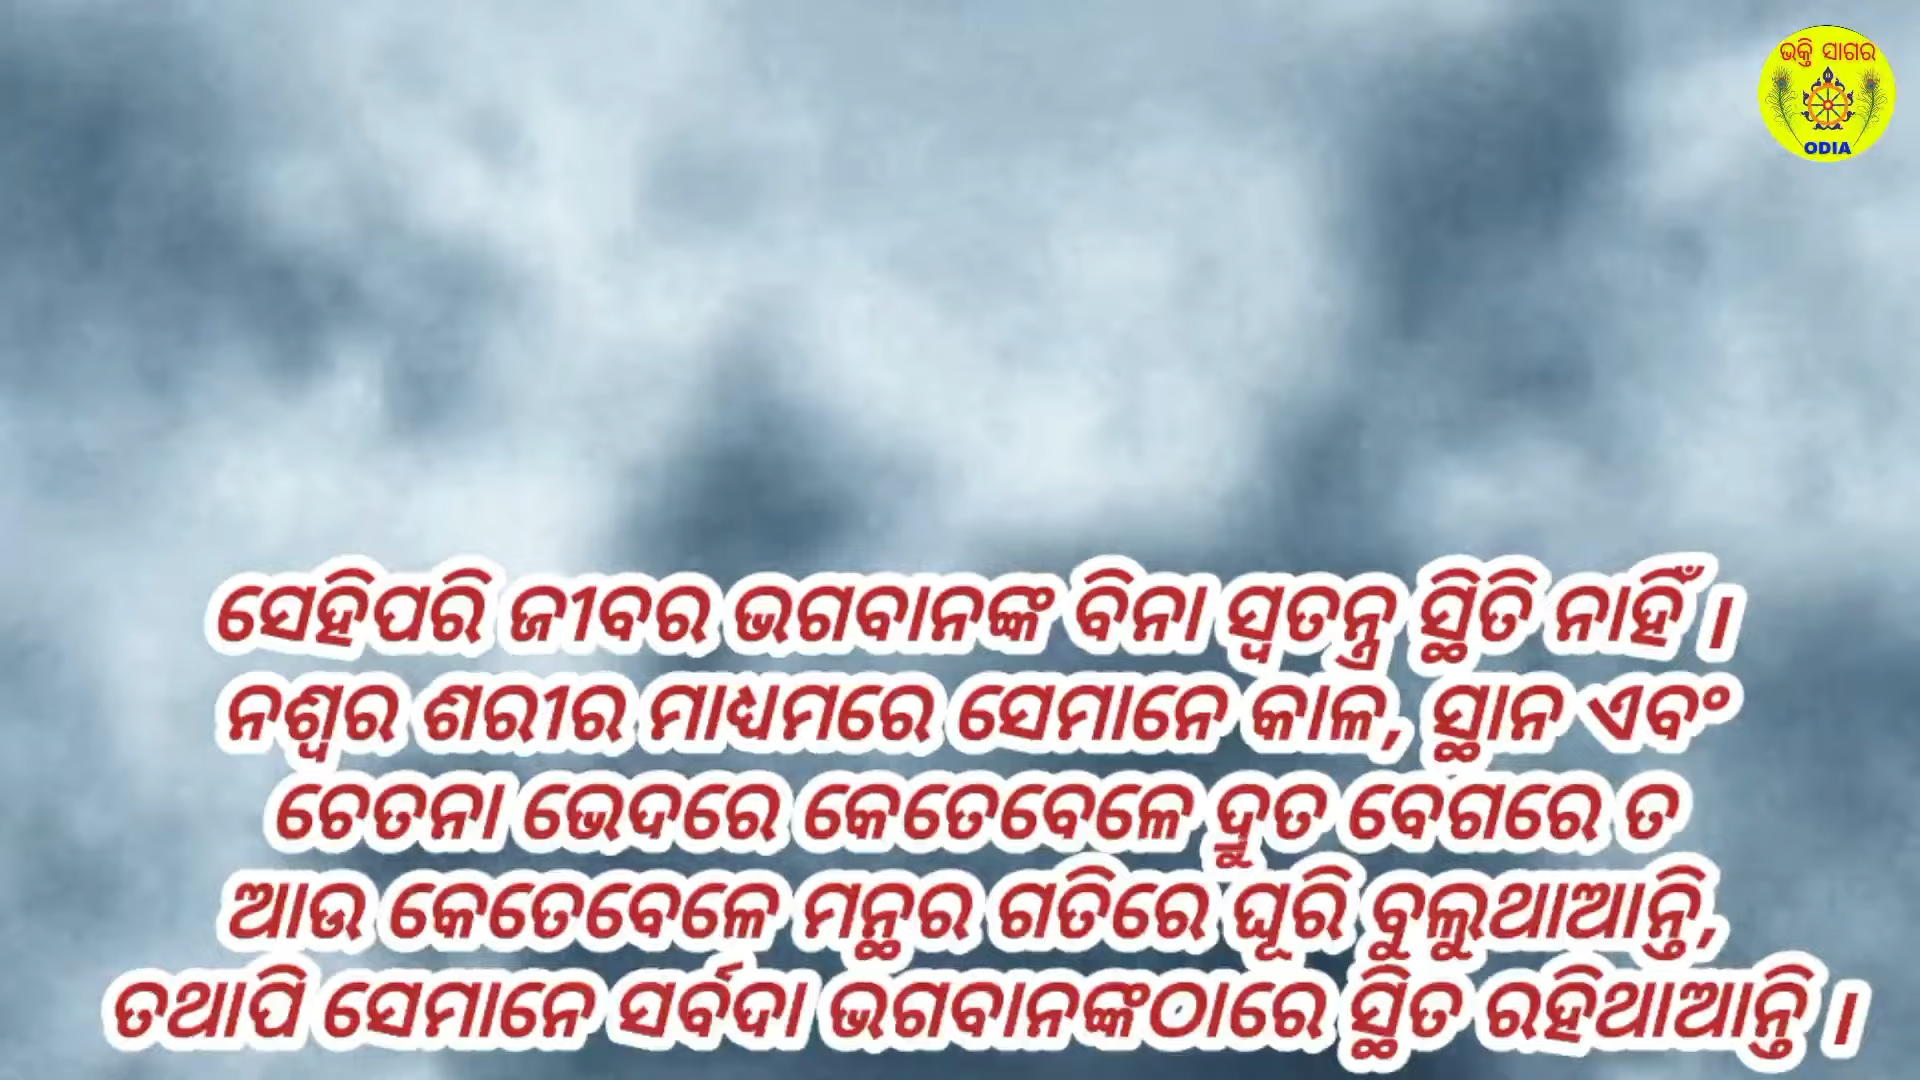 ଭକ୍ତି ସାଗର
ODIA
ସେହିପରି ଜୀବର ଭଗବାନଙ୍କ ବିନା ସ୍ୱତନ୍ତ୍ର ସ୍ଥିତି ନାହିଁ ।
ନଶ୍ୱର ଶରୀର ମାଧ୍ୟମରେ ସେମାନେ କାଳ, ସ୍ଥାନ ଏବଂ
ଚେତନା ଭେଦରେ କେତେବେଳେ ଦ୍ରୁତ ବେଗରେ ତ
ଆଉ କେତେବେଳେ ମନ୍ଥର ଗତିରେ ଘୂରି ବୁଲୁଥାଆନ୍ତି,
ତଥାପି ସେମାନେ ସର୍ବଦା ଭଗବାନଙ୍କଠାରେ ସ୍ଥିତ ରହିଥାଆନ୍ତି ।